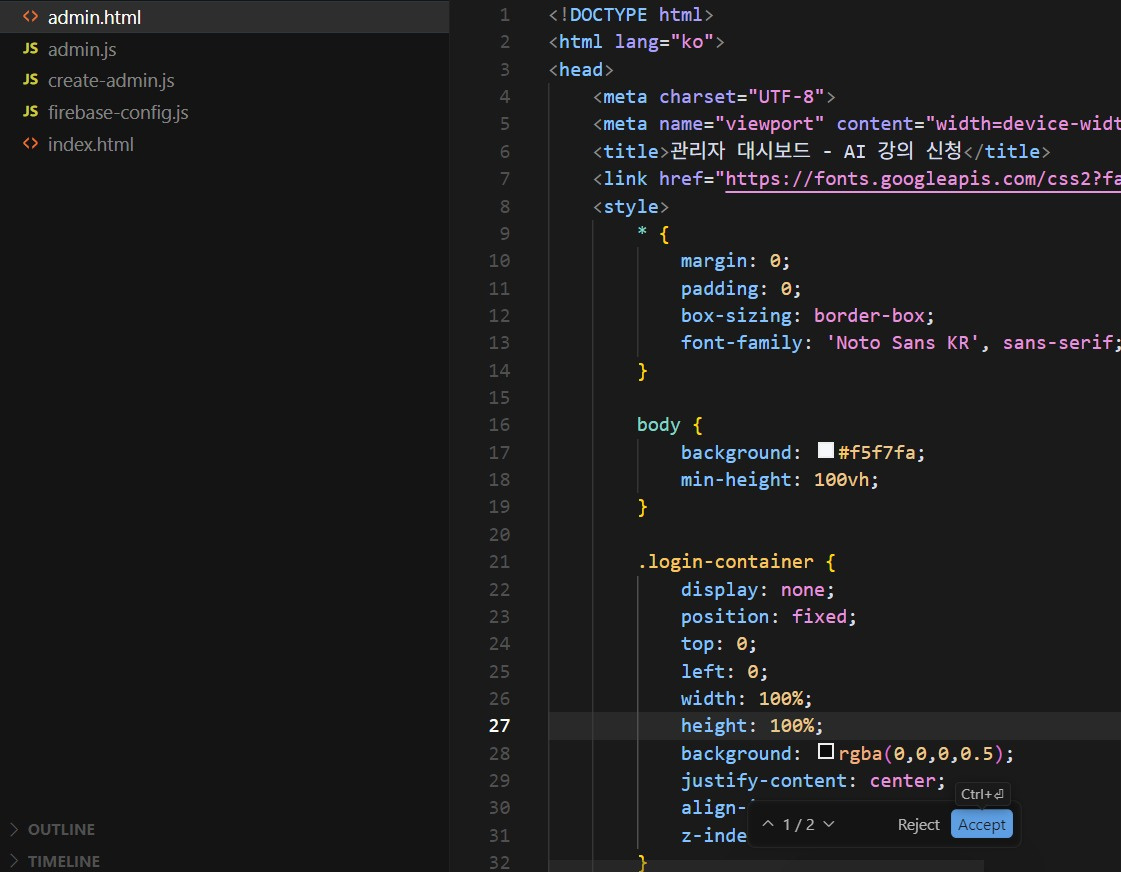 admin.html
JS admin.js
JS create-admin.js
JS firebase-config.js
index.html
OUTLINE
TIMELINE
1 <!DOCTYPE html>
2 <html lang="ko">
3 <head>
4 <meta charset="UTF-8">
5 <meta name="viewport" content="width=device-widt
6 <title>관리자 대시보드 - AI 강의 신청</title>
7 <link href="https://fonts.googleapis.com/css2?fa
8 <style>
9 * {
10 margin: 0;
11 padding: 0;
12 box-sizing: border-box;
13 font-family: 'Noto Sans KR', sans-serif;
14 }
15
16 body {
17 background: #f5f7fa;
18 min-height: 100vh;
19 }
20
21 .login-container {
22 display: none;
23 position: fixed;
24 top: 0;
25 left: 0;
26 width: 100%;
27 height: 100%;
28 background: rgba(0,0,0,0.5);
29 justify-content: center;
30 align-
31 z-inde
32 }
Ctrl+⏎
1 / 2 Reject Accept